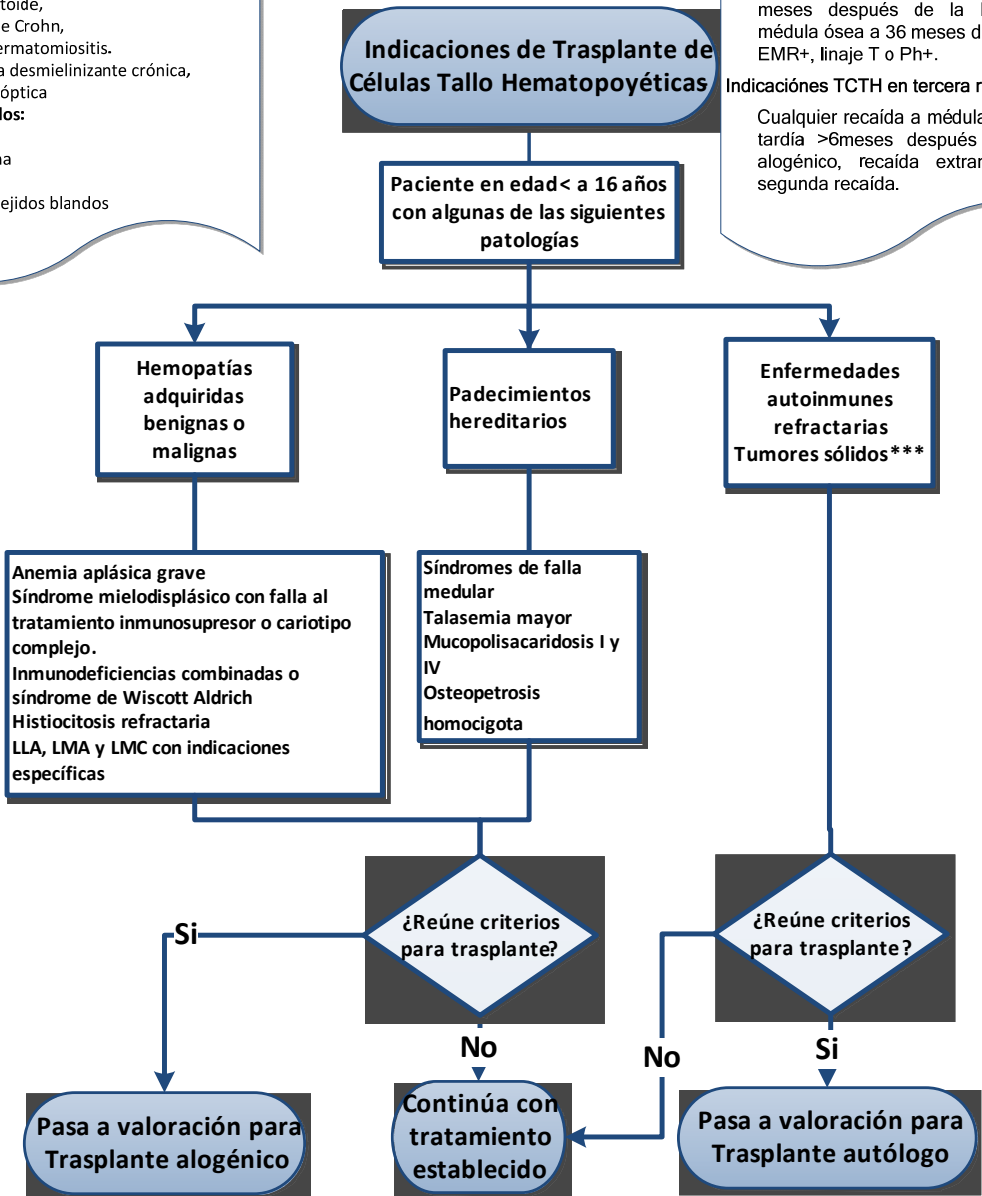 toide,
e Crohn,
ermatomiositis.
a desmielinizante crónica,
óptica
los:
na
ejidos blandos
meses después de la
médula ósea a 36 meses d
EMR+, linaje T o Ph+.
Indicaciónes TCTH en tercera r
Cualquier recaída a médula
tardía >6meses después
alogénico, recaída extrar
segunda recaída.
Indicaciones de Trasplante de
Células Tallo Hematopoyéticas
Paciente en edad< a 16 años
con algunas de las siguientes
patologías
Hemopatías
adquiridas
benignas o
malignas
Padecimientos
hereditarios
Enfermedades
autoinmunes
refractarias
Tumores sólidos***
Anemia aplásica grave
Síndrome mielodisplásico con falla al
tratamiento inmunosupresor o cariotipo
complejo.
Inmunodeficiencias combinadas o
síndrome de Wiscott Aldrich
Histiocitosis refractaria
LLA, LMA y LMC con indicaciones
específicas
Síndromes de falla
medular
Talasemia mayor
Mucopolisacaridosis I y
IV
Osteopetrosis
homocigota
¿Reúne criterios
para trasplante?
¿Reúne criterios
para trasplante?
Si
No
No
Si
Pasa a valoración para
Trasplante alogénico
Continúa con
tratamiento
establecido
Pasa a valoración para
Trasplante autólogo